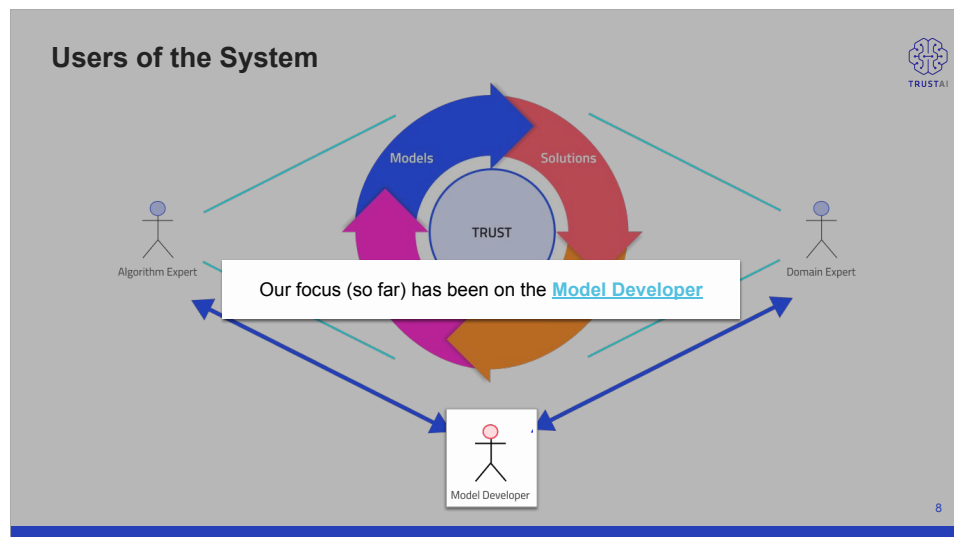 Users of the System
TRUSTAI
Models
Solutions
TRUST
Algorithm Expert
Domain Expert
Our focus (so far) has been on the Model Developer
Model Developer
8